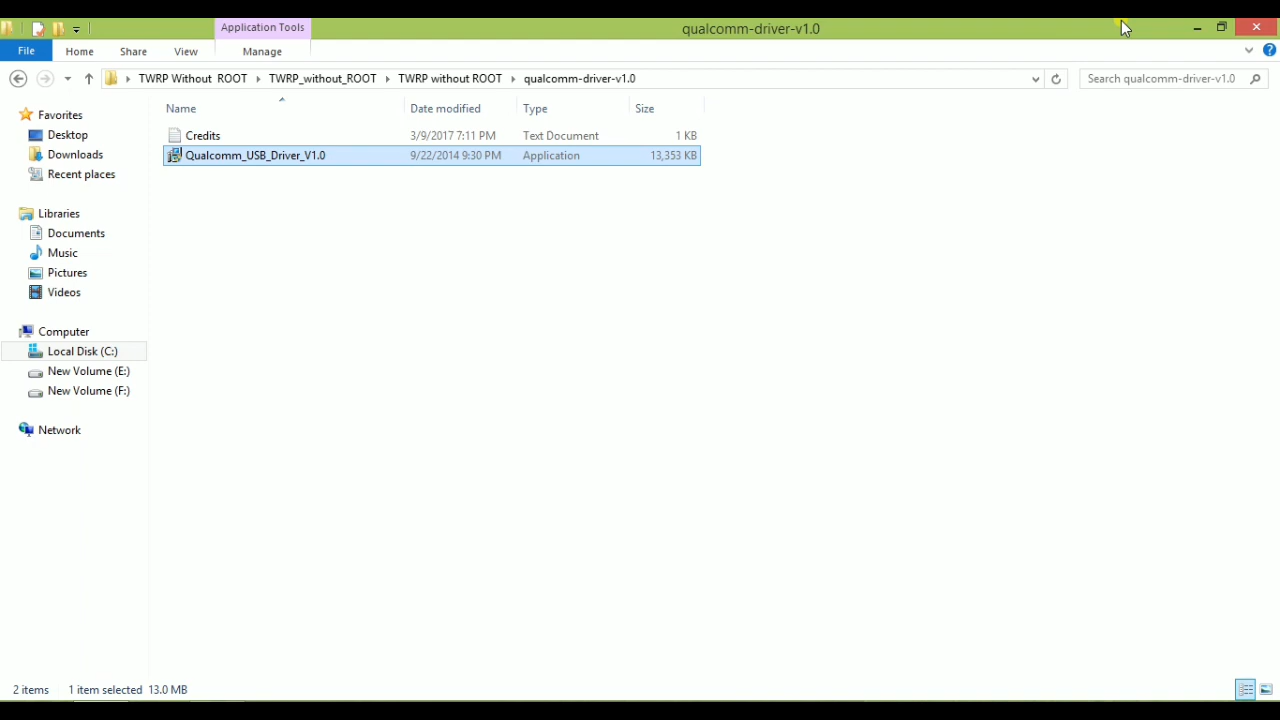 Application Tools
qualcomm-driver-v1.0
File
Home
Share
View
Manage
TWRP Without ROOT
TWRP_without_ROOT
TWRP without ROOT
qualcomm-driver-v1.0
Search qualcomm-driver-v1.0
Name
Date modified
Type
Size
Credits
3/9/2017 7:11 PM
Text Document
1 KB
Qualcomm_USB_Driver_V1.0
9/22/2014 9:30 PM
Application
13,353 KB
Favorites
Desktop
Downloads
Recent places
Libraries
Documents
Music
Pictures
Videos
Computer
Local Disk (C:)
New Volume (E:)
New Volume (F:)
Network
2 items
1 item selected 13.0 MB